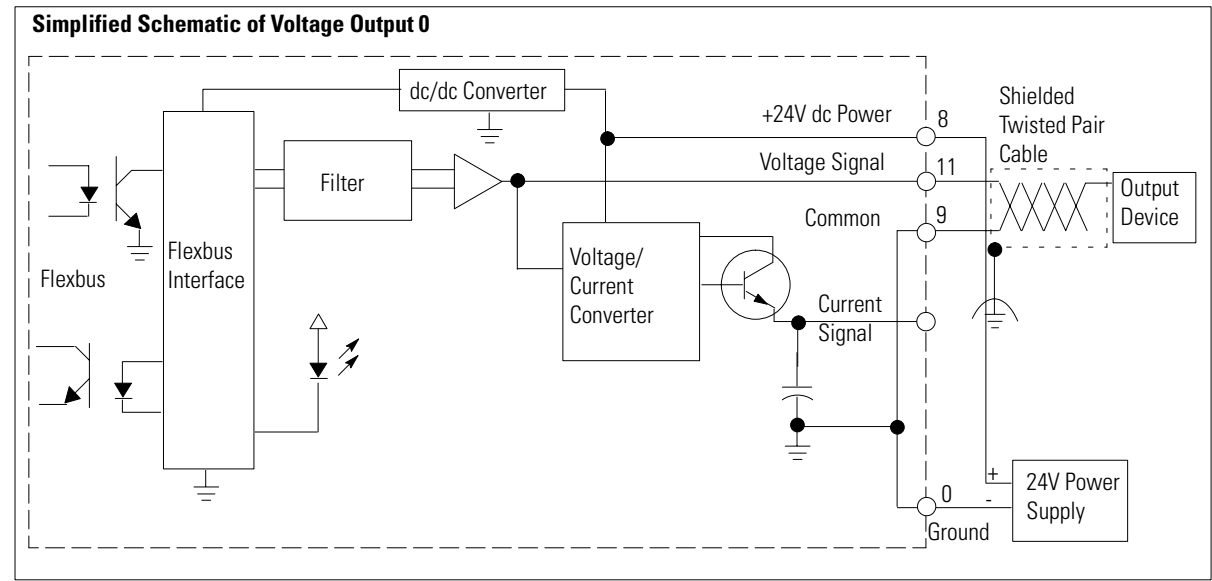 Simplified Schematic of Voltage Output 0
dc/dc Converter
+24V dc Power
8
Shielded
Twisted Pair
Cable
Filter
Voltage Signal
11
Output
Device
Common
9
Flexbus
Flexbus
Interface
Voltage/
Current
Converter
Current
Signal
+
24V Power
Supply
0
-
Ground